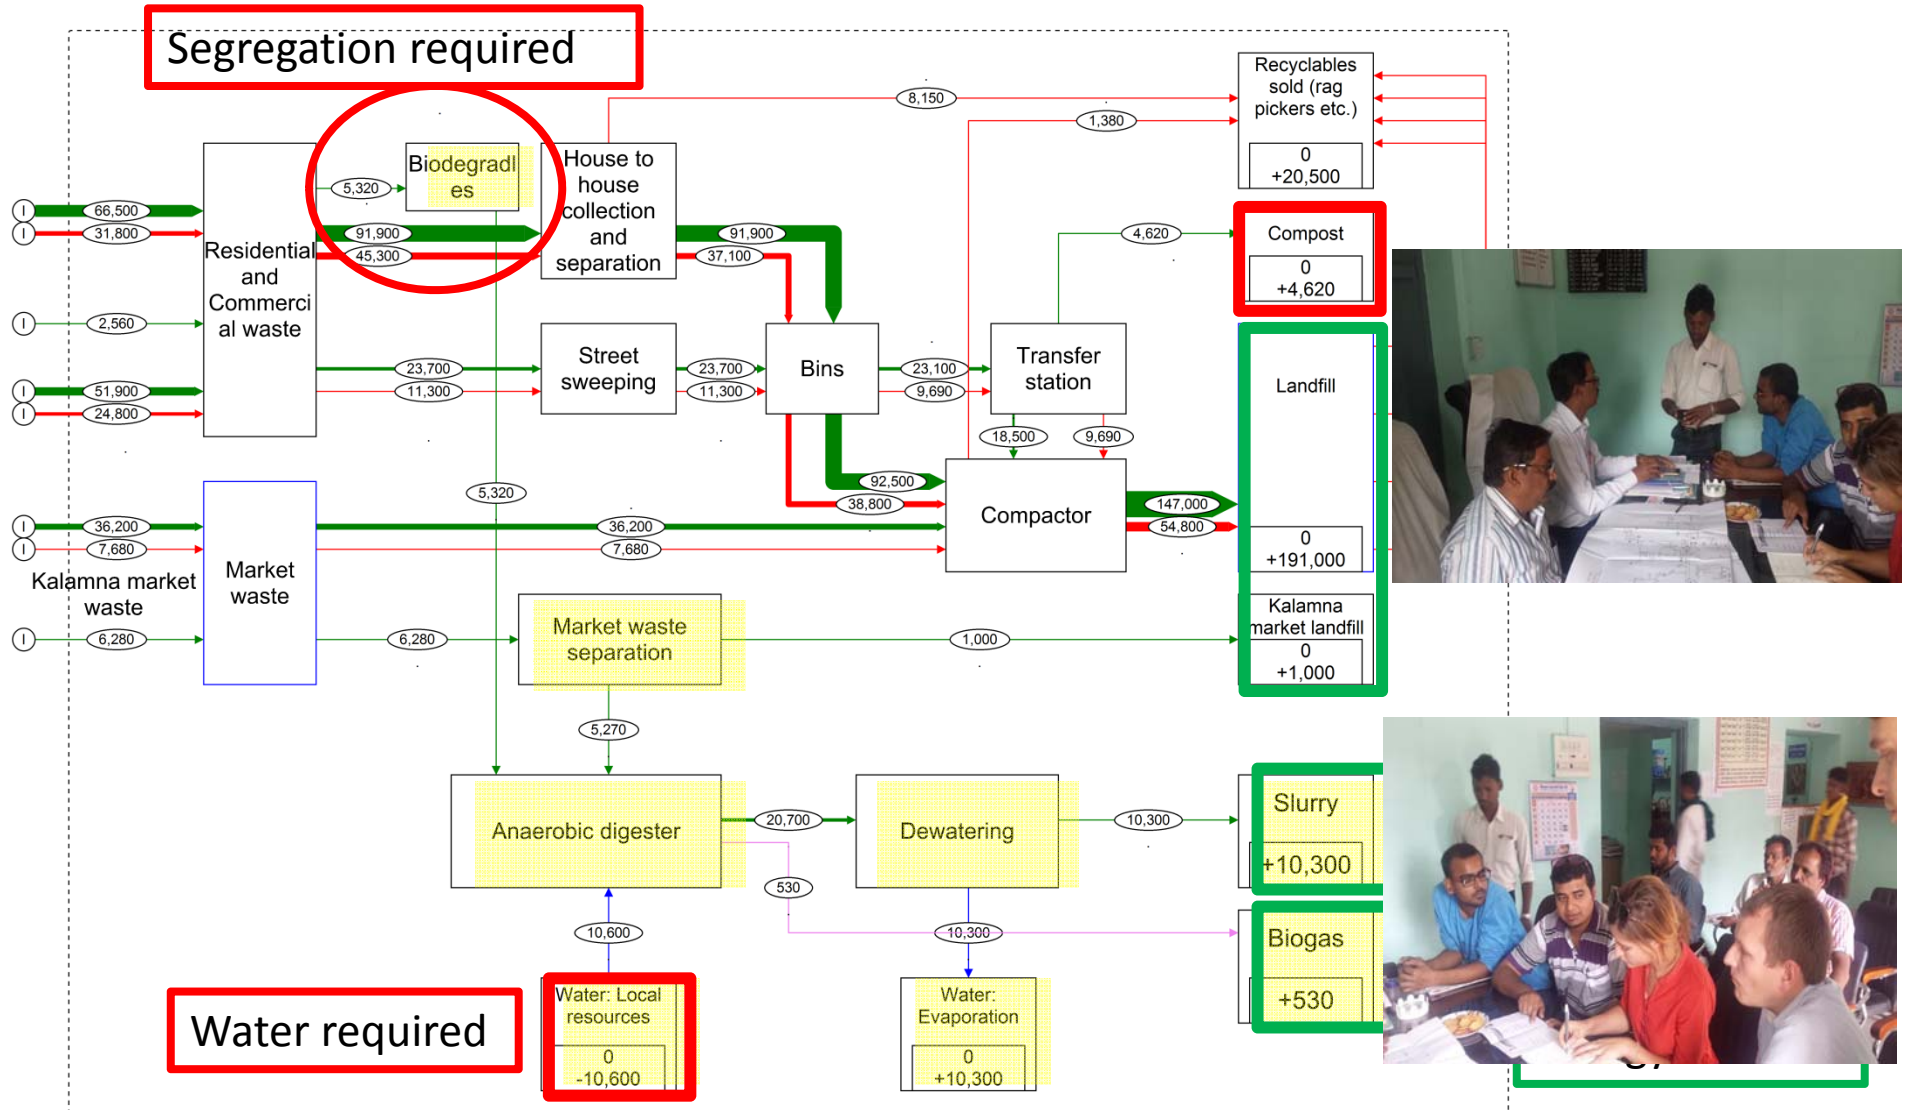 Segregation required
Recyclables
sold (rag
pickers etc.)
0
+20,500
8,150
1,380
Biodegradl
es
House to
house
collection
and
separation
5,320
I
66,500
I
31,800
91,900
45,300
91,900
37,100
4,620
Compost
0
+4,620
Residential
and
Commerci
al waste
I
2,560
Street
sweeping
Bins
Transfer
station
Landfill
23,700
23,700
23,100
11,300
11,300
9,690
I
51,900
I
24,800
18,500
9,690
5,320
92,500
38,800
Compactor
147,000
54,800
0
+191,000
I
36,200
36,200
I
7,680
7,680
Kalamna market
waste
Market
waste
I
6,280
6,280
Market waste
separation
1,000
Kalamna
market landfill
0
+1,000
5,270
Anaerobic digester
20,700
Dewatering
10,300
Slurry
+10,300
530
10,600
10,300
Biogas
+530
Water required
Water: Local
resources
0
-10,600
Water:
Evaporation
0
+10,300